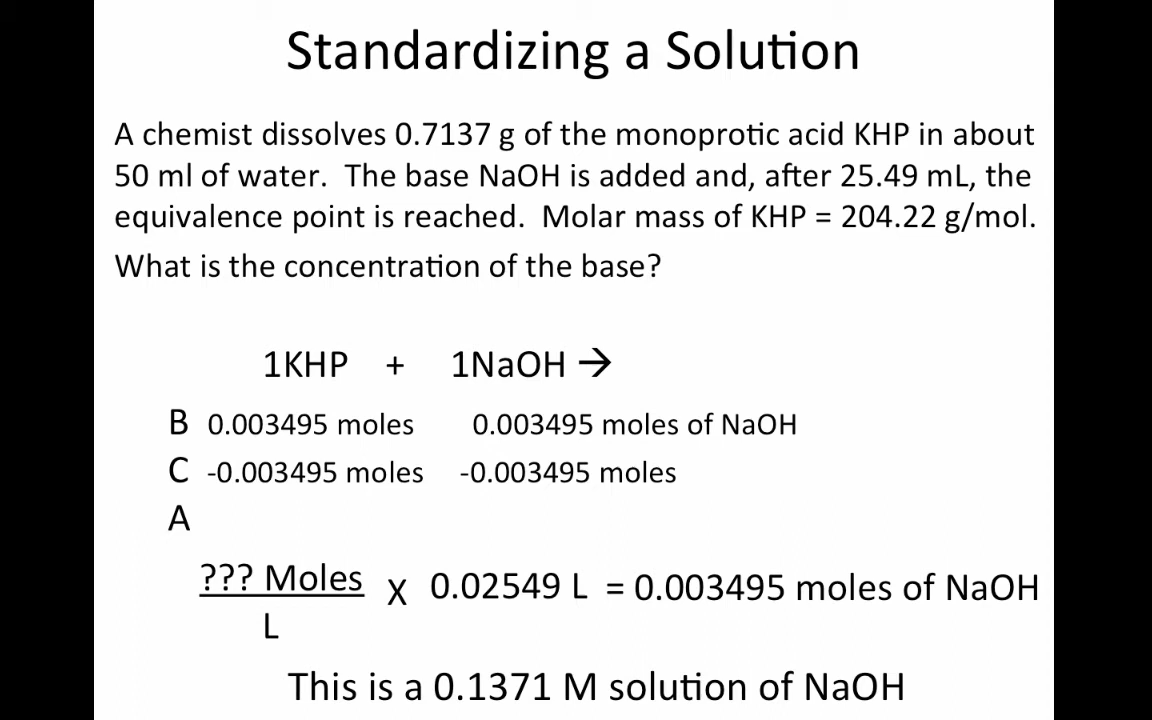 Standardizing a Solution
A chemist dissolves 0.7137 g of the monoprotic acid KHP in about
50 ml of water. The base NaOH is added and, after 25.49 mL, the
equivalence point is reached. Molar mass of KHP = 204.22 g/mol.
What is the concentration of the base?
1KHP + 1NaOH →
B 0.003495 moles 0.003495 moles of NaOH
C -0.003495 moles -0.003495 moles
A
??? Moles X 0.02549 L = 0.003495 moles of NaOH
L
This is a 0.1371 M solution of NaOH